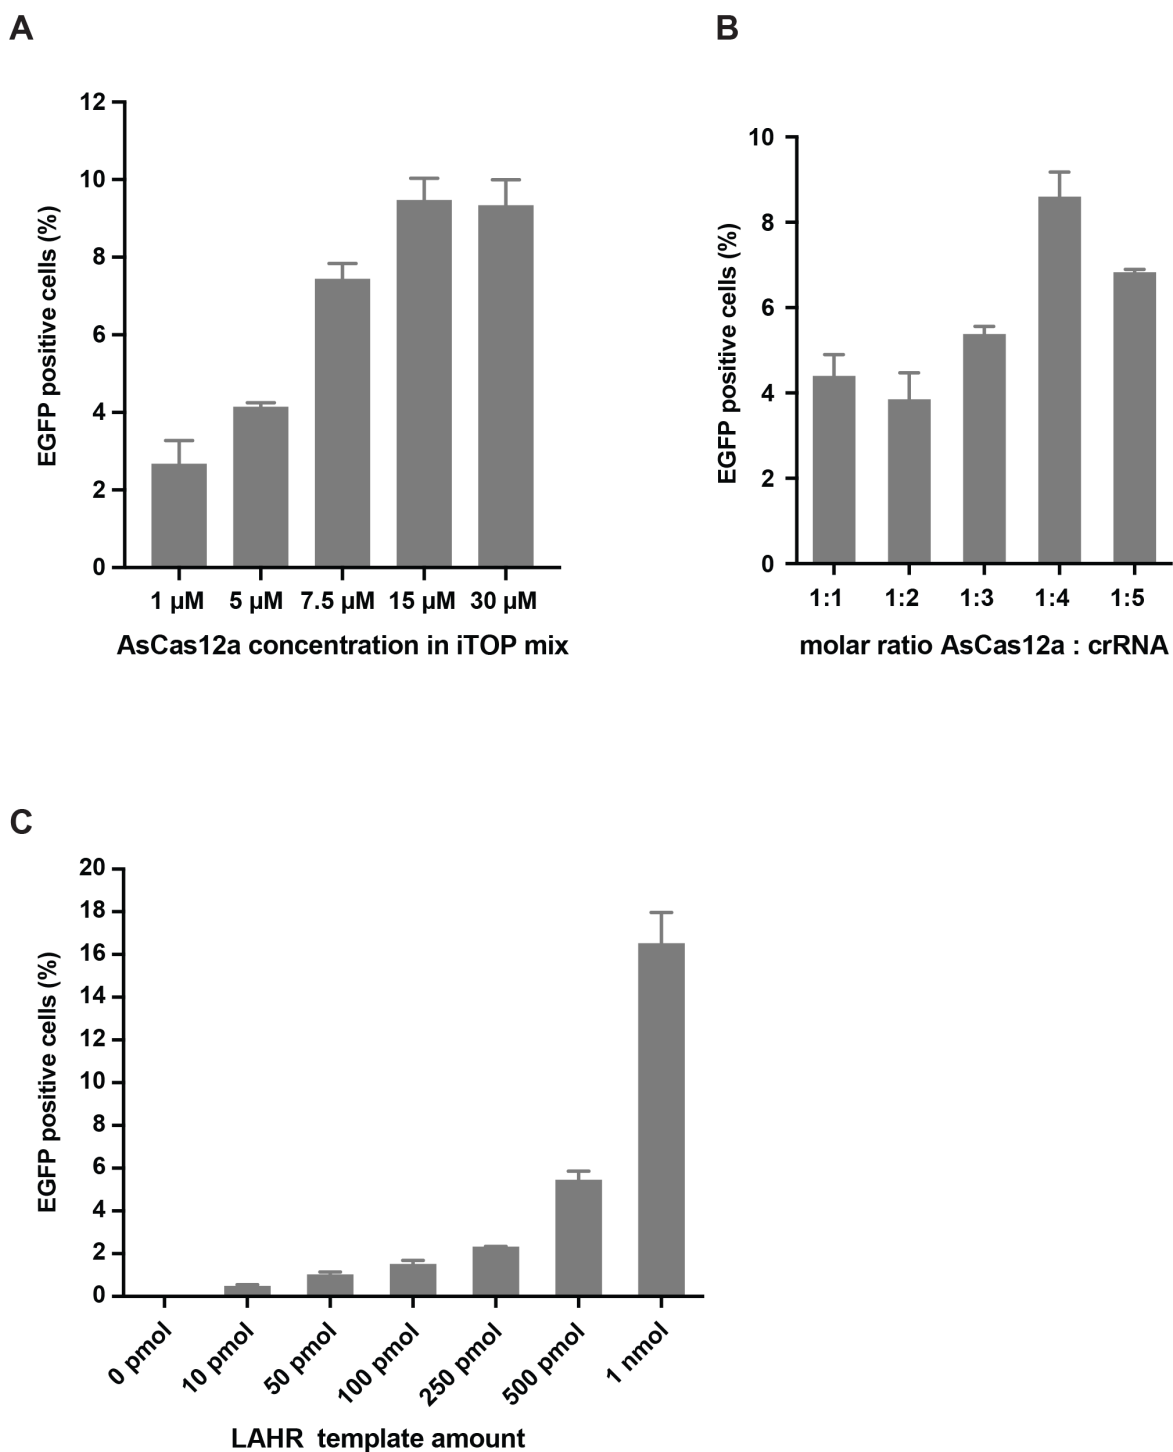 A
EGFP positive cells (%)
12
10
8
6
4
2
0
1 µM 5 µM 7.5 µM 15 µM 30 µM
AsCas12a concentration in iTOP mix
B
EGFP positive cells (%)
10
8
6
4
2
0
1:1 1:2 1:3 1:4 1:5
molar ratio AsCas12a : crRNA
C
EGFP positive cells (%)
20
18
16
14
12
10
8
6
4
2
0
0 pmol 10 pmol 50 pmol 100 pmol 250 pmol 500 pmol 1 nmol
LAHR template amount